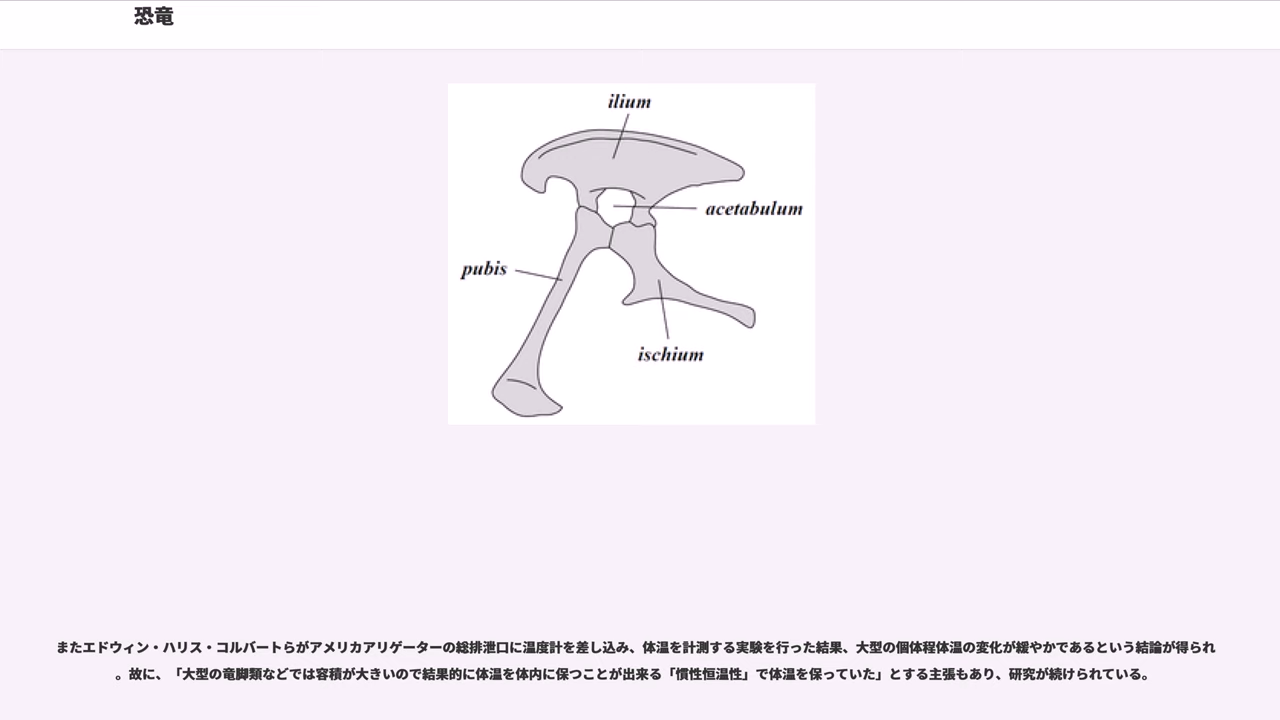 恐竜
ilium
acetabulum
pubis
ischium
またエドウィン・ハリス・コルバートらがアメリカアリゲーターの総排泄口に温度計を差し込み、体温を計測する実験を行った結果、大型の個体程体温の変化が緩やかであるという結論が得られ
。故に、「大型の竜脚類などでは容積が大きいので結果的に体温を体内に保つことが出来る「慣性恒温性」で体温を保っていた」とする主張もあり、研究が続けられている。